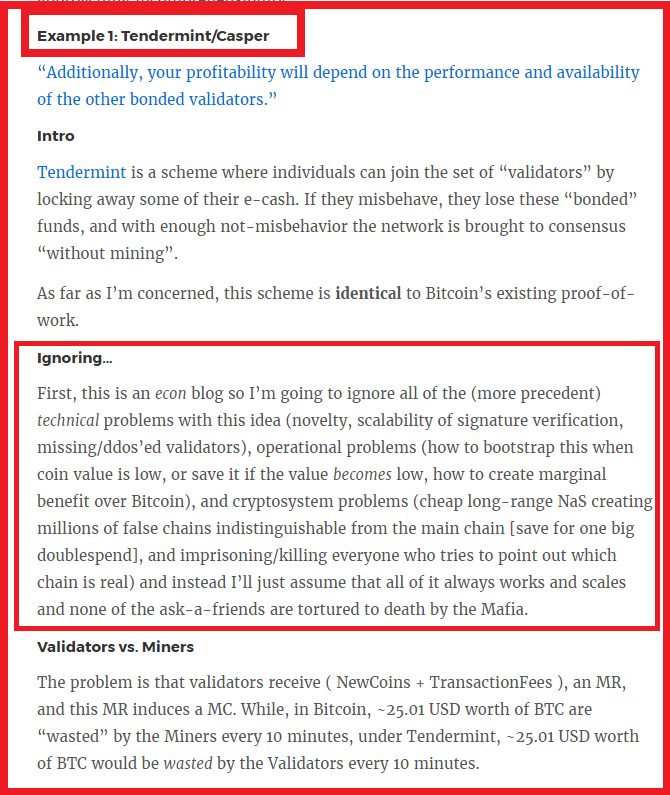 Example 1: Tendermint/Casper
“Additionally, your profitability will depend on the performance and availability
of the other bonded validators.”
Intro
Tendermint is a scheme where individuals can join the set of “validators” by
locking away some of their e-cash. If they misbehave, they lose these “bonded”
funds, and with enough not-misbehavior the network is brought to consensus
“without mining”.
As far as I’m concerned, this scheme is identical to Bitcoin’s existing proof-of-
work.
Ignoring…
First, this is an econ blog so I’m going to ignore all of the (more precedent)
technical problems with this idea (novelty, scalability of signature verification,
missing/ddos’ed validators), operational problems (how to bootstrap this when
coin value is low, or save it if the value becomes low, how to create marginal
benefit over Bitcoin), and cryptosystem problems (cheap long-range NaS creating
millions of false chains indistinguishable from the main chain [save for one big
doublespend], and imprisoning/killing everyone who tries to point out which
chain is real) and instead I’ll just assume that all of it always works and scales
and none of the ask-a-friends are tortured to death by the Mafia.
Validators vs. Miners
The problem is that validators receive ( NewCoins + TransactionFees ), an MR,
and this MR induces a MC. While, in Bitcoin, ~25.01 USD worth of BTC are
“wasted” by the Miners every 10 minutes, under Tendermint, ~25.01 USD worth
of BTC would be wasted by the Validators every 10 minutes.